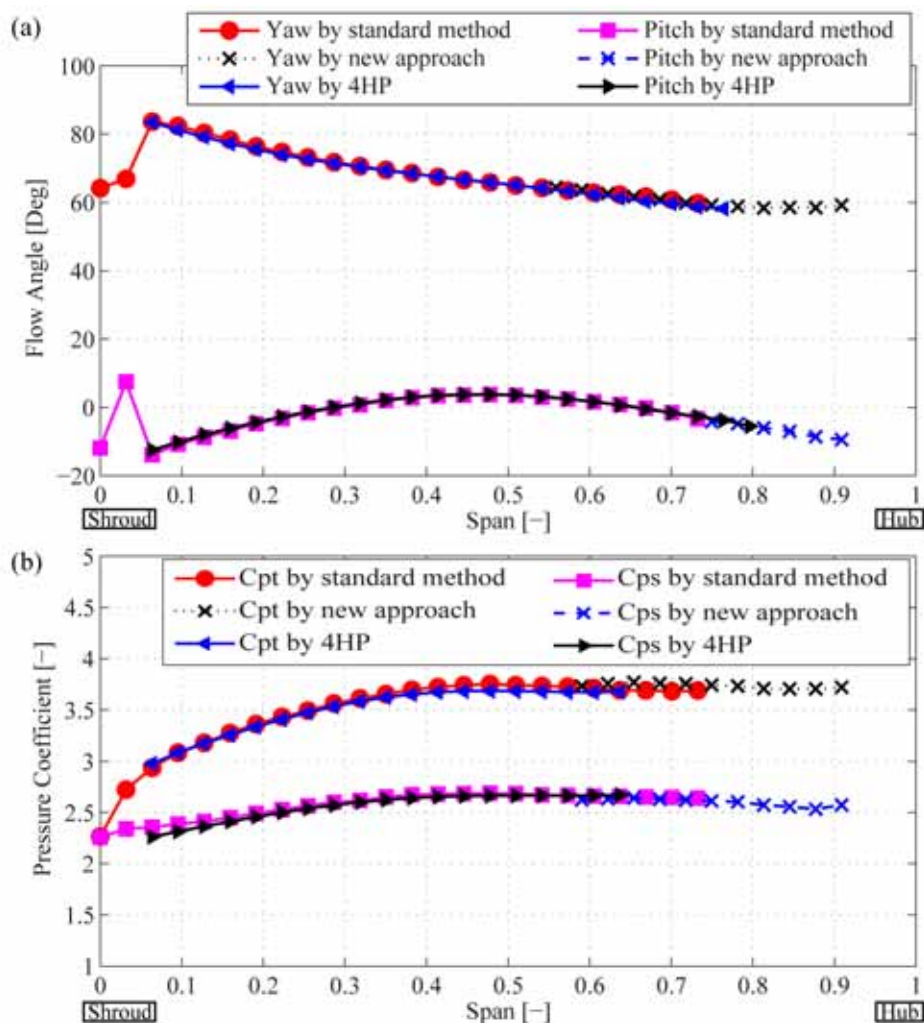 (a)
Yaw by standard method
Pitch by standard method
Yaw by new approach
Pitch by new approach
Yaw by 4HP
Pitch by 4HP
100
80
60
40
20
0
−20
Flow Angle [Deg]
0 0.1 0.2 0.3 0.4 0.5 0.6 0.7 0.8 0.9 1
Shroud
Span [−]
Hub
(b)
Cpt by standard method
Cps by standard method
Cpt by new approach
Cps by new approach
Cpt by 4HP
Cps by 4HP
5
4.5
4
3.5
3
2.5
2
1.5
1
Pressure Coefficient [−]
0 0.1 0.2 0.3 0.4 0.5 0.6 0.7 0.8 0.9 1
Shroud
Span [−]
Hub